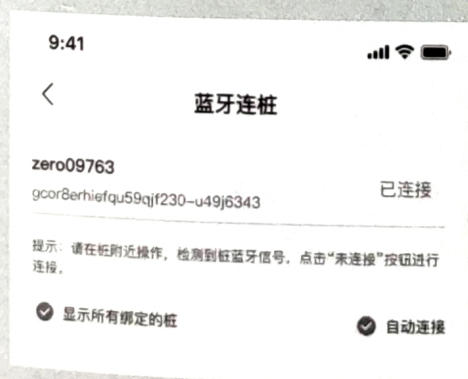 9:41
蓝牙连桩
zero09763
gcor8erhiefqu59qjf230-u49j6343
已连接
提示：请在桩附近操作，检测到桩蓝牙信号，点击“未连接”按钮进行
连接。
显示所有绑定的桩
自动连接